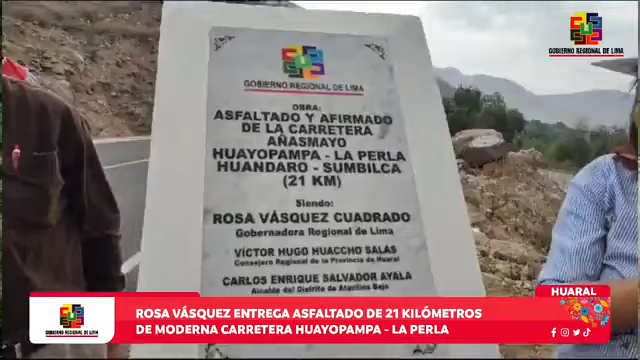 GOBIERNO REGIONAL DE LIMA
GOBIERNO REGIONAL DE LIMA
OBRA:
ASFALTADO Y AFIRMADO
DE LA CARRETERA
AÑASMAYO
HUAYOPAMPA - LA PERLA
HUANDARO - SUMBILCA
(21 KM)
Siendo:
ROSA VÁSQUEZ CUADRADO
Gobernadora Regional de Lima
VÍCTOR HUGO HUACCHO SALAS
Consejero Regional de la Provincia de Huaral
CARLOS ENRIQUE SALVADOR AYALA
Alcalde del Distrito de Atavillos Bajo
HUARAL
GOBIERNO REGIONAL DE LIMA
ROSA VÁSQUEZ ENTREGA ASFALTADO DE 21 KILÓMETROS
DE MODERNA CARRETERA HUAYOPAMPA - LA PERLA